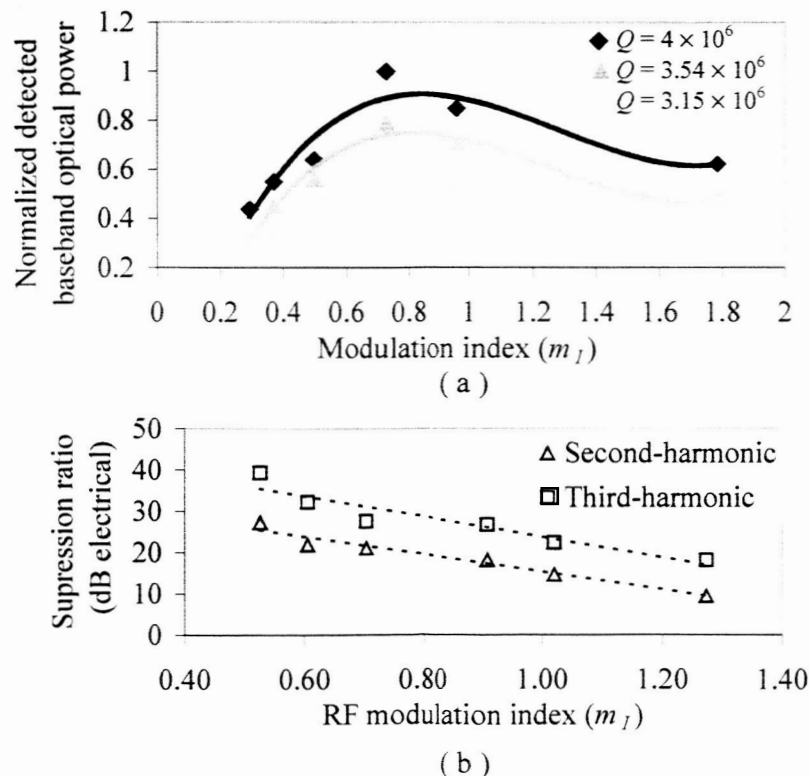 1.2
1
0.8
0.6
0.4
0.2
Normalized detected
baseband optical power
Q = 4 × 10⁶
Q = 3.54 × 10⁶
Q = 3.15 × 10⁶
0 0.2 0.4 0.6 0.8 1 1.2 1.4 1.6 1.8 2
Modulation index (m₁)
( a )
50
40
30
20
10
0
Supression ratio
(dB electrical)
Second-harmonic
Third-harmonic
0.40 0.60 0.80 1.00 1.20 1.40
RF modulation index (m₁)
( b )